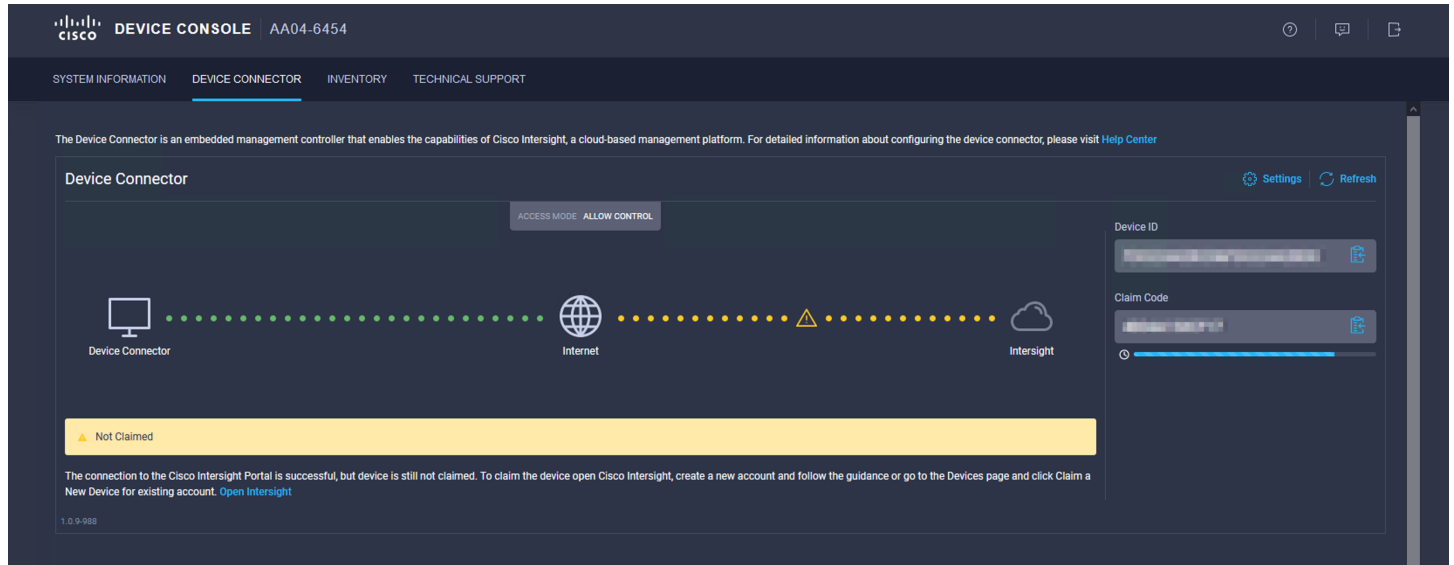 CISCO DEVICE CONSOLE AA04-6454
SYSTEM INFORMATION DEVICE CONNECTOR INVENTORY TECHNICAL SUPPORT
The Device Connector is an embedded management controller that enables the capabilities of Cisco Intersight, a cloud-based management platform. For detailed information about configuring the device connector, please visit Help Center
Device Connector Settings Refresh
ACCESS MODE ALLOW CONTROL
Device ID
Claim Code
Device Connector Internet Intersight
Not Claimed
The connection to the Cisco Intersight Portal is successful, but device is still not claimed. To claim the device open Cisco Intersight, create a new account and follow the guidance or go to the Devices page and click Claim a
New Device for existing account. Open Intersight
1.0.9-988